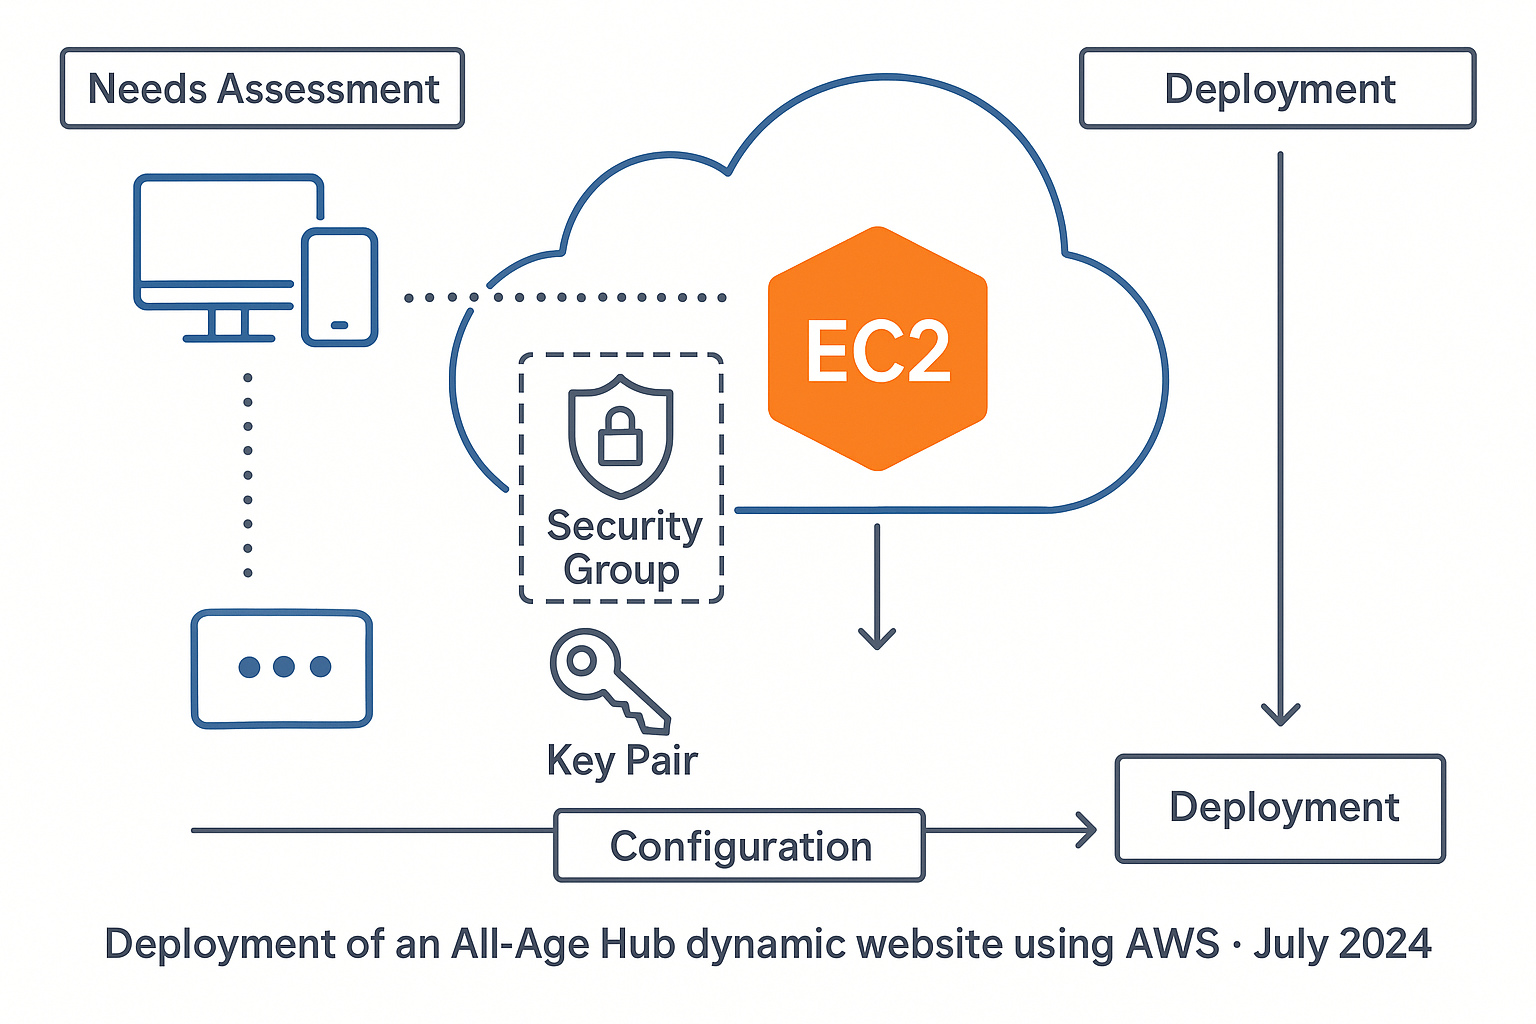 Needs Assessment
Deployment
EC2
Security
Group
Key Pair
Configuration
Deployment
Deployment of an All-Age Hub dynamic website using AWS · July 2024